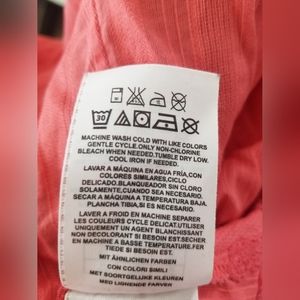 30
MACHINE WASH COLD WITH LIKE COLORS
GENTLE CYCLE.ONLY NON-CHLORINE
BLEACH WHEN NEEDED.TUMBLE DRY LOW.
COOL IRON IF NEEDED.
LAVAR A MÁQUINA EN AGUA FRÍA,CON
COLORES SIMILARES,CICLO
DELICADO.BLANQUEADOR SIN CLORO
SOLAMENTE,CUANDO SEA NECESARIO
SECAR A MÁQUINA A TEMPERATURA BAJA.
PLANCHA TIBIA,SI ES NECESARIO.
LAVER A FROID EN MACHINE SEPARER
LES COULEURS CYCLE DELICAT.UTILISER
UNIQUEMENT UN AGENT BLANCHISSANT
NON DECOLORANT SI BESOIN EST.SECHER
EN MACHINE A BASSE TEMPERATURE.FER
TIEDE SI BESOIN EST.
MIT ÄHNLICHEN FARBEN
CON COLORI SIMILI
MET SOORTGELIJKE KLEUREN
MED LIGNENDE FARVER